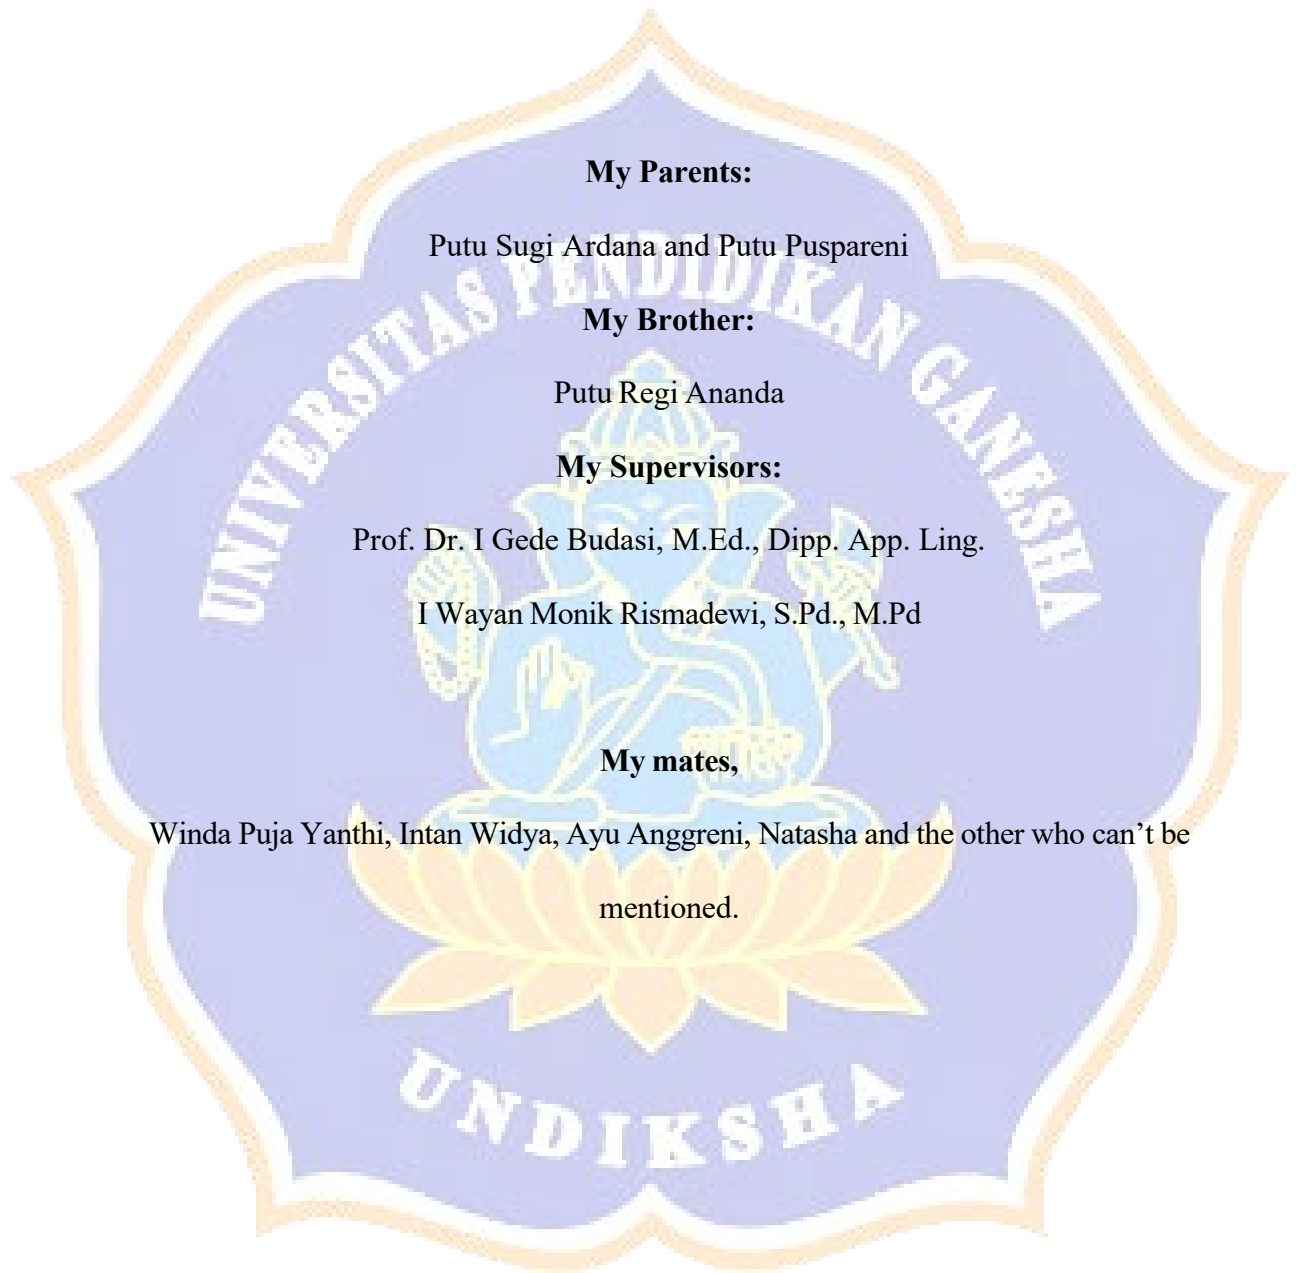 My Parents:
Putu Sugi Ardana and Putu Puspareni
UNIVERSITAS PENDIDIKAN GANESHA
My Brother:
Putu Regi Ananda
My Supervisors:
Prof. Dr. I Gede Budasi, M.Ed., Dipp. App. Ling.
I Wayan Monik Rismadewi, S.Pd., M.Pd
My mates,
Winda Puja Yanthi, Intan Widya, Ayu Anggreni, Natasha and the other who can’t be
mentioned.
UNDIKSHA